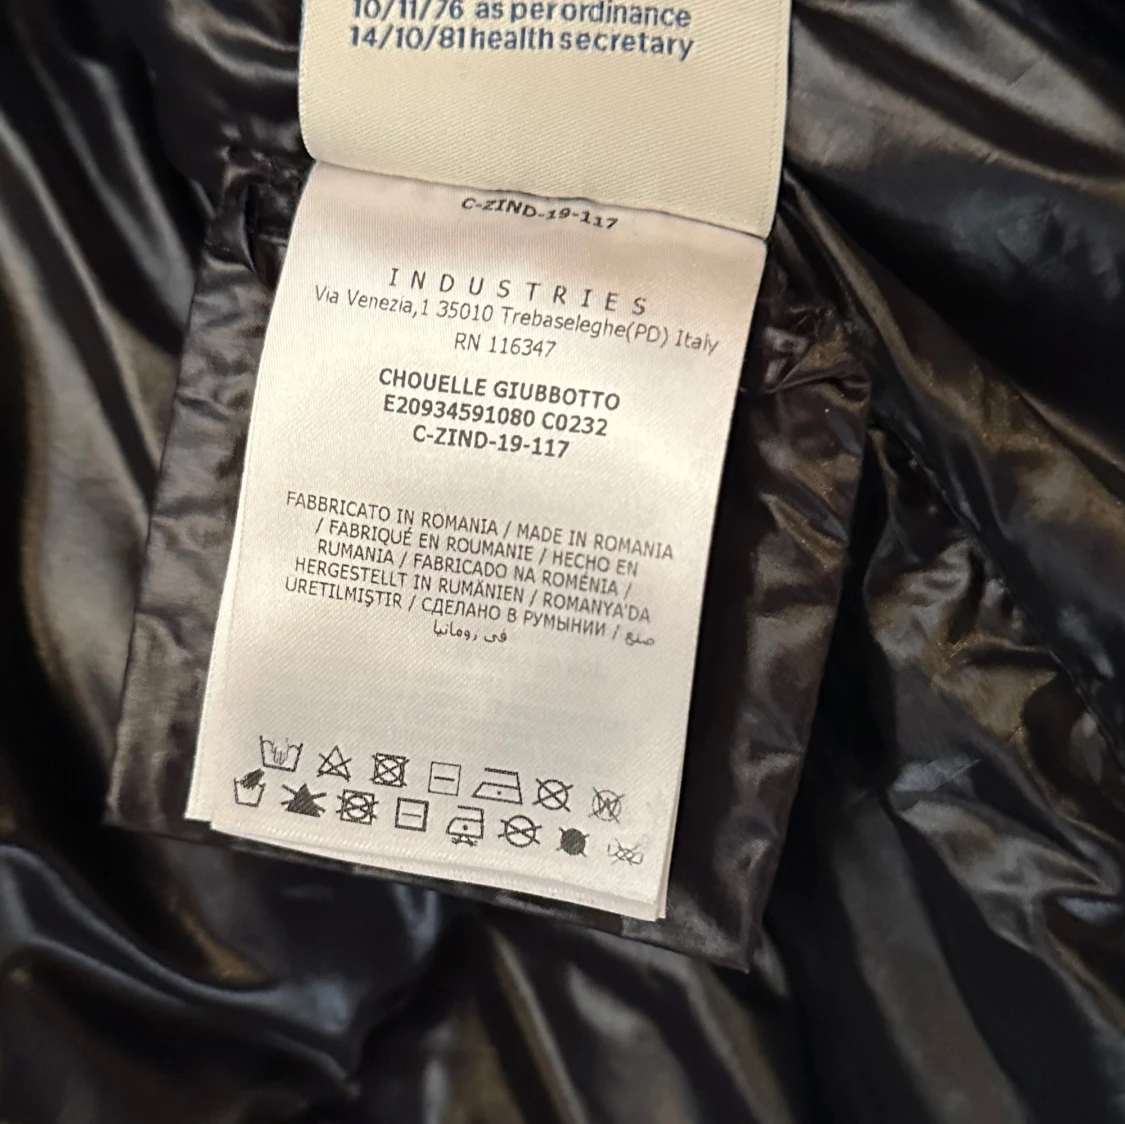 10/11/76 as per ordinance
14/10/81 health secretary
C-ZIND-19-117
INDUSTRIES
Via Venezia,1 35010 Trebaseleghe(PD) Italy
RN 116347
CHOUELLE GIUBBOTTO
E20934591080 C0232
C-ZIND-19-117
FABBRICATO IN ROMANIA / MADE IN ROMANIA
/ FABRIQUÉ EN ROUMANIE / HECHO EN
RUMANIA / FABRICADO NA ROMÉNIA /
HERGESTELLT IN RUMÄNIEN / ROMANYA'DA
ÜRETILMIŞTIR / СДЕЛАНО В РУМЫНИИ / صنع
في رومانيا